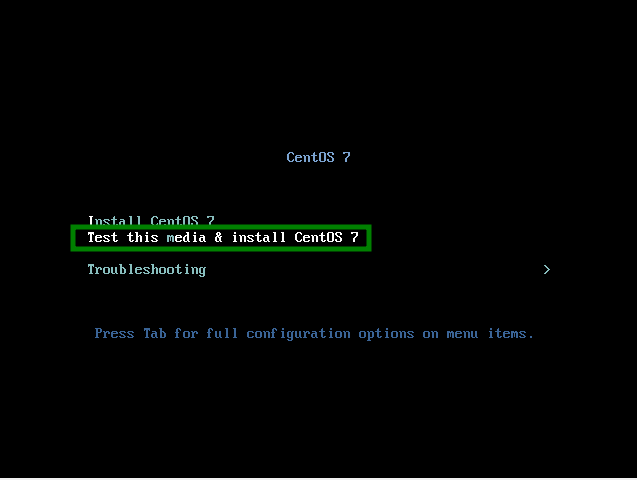 CentOS 7
Install CentOS 7
Test this media & install CentOS 7
Troubleshooting >
Press Tab for full configuration options on menu items.